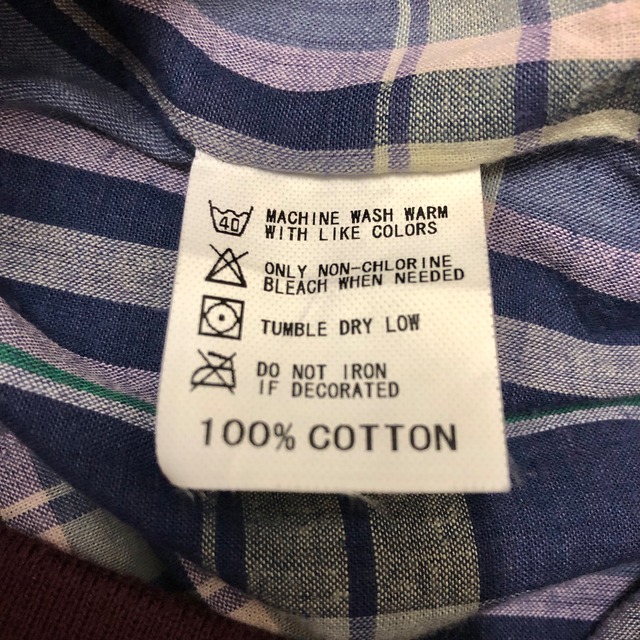 40
MACHINE WASH WARM
WITH LIKE COLORS
ONLY NON-CHLORINE
BLEACH WHEN NEEDED
TUMBLE DRY LOW
DO NOT IRON
IF DECORATED
100% COTTON